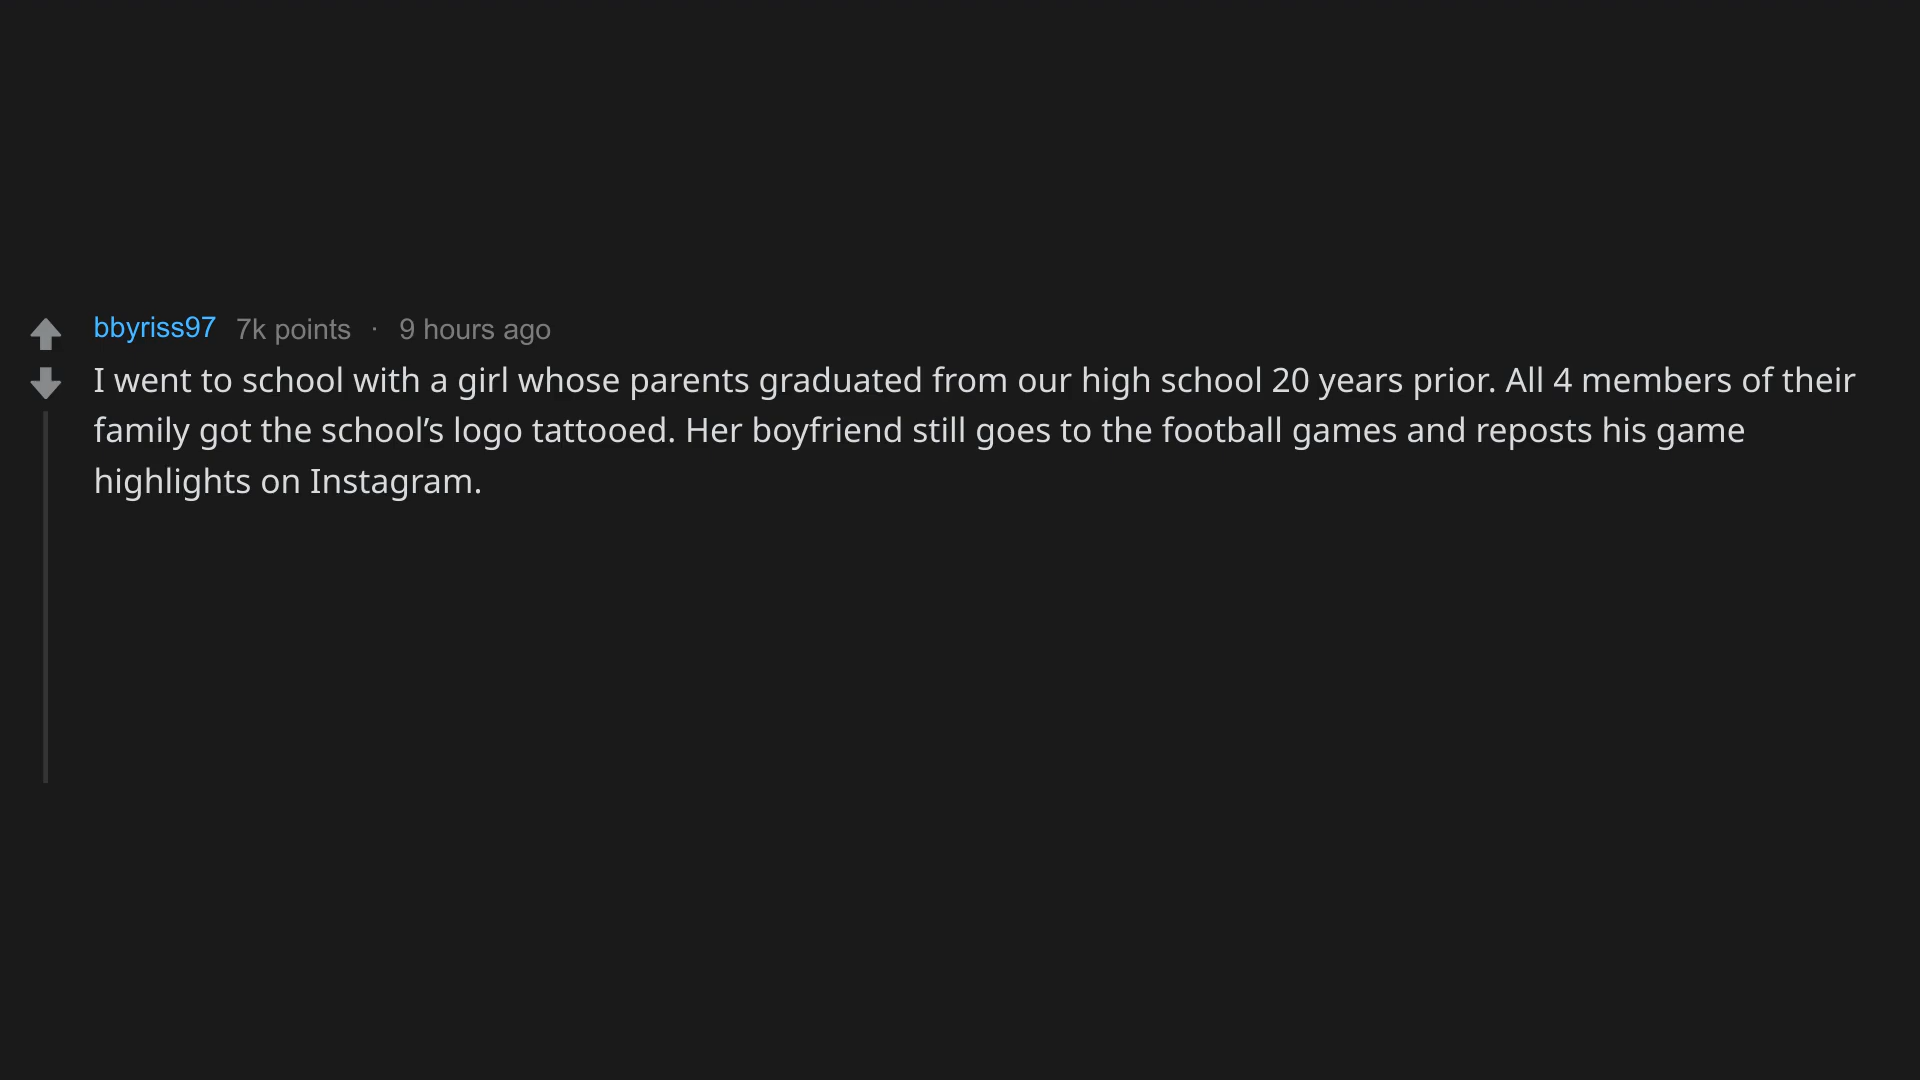 bbyriss97 7k points · 9 hours ago
I went to school with a girl whose parents graduated from our high school 20 years prior. All 4 members of their
family got the school’s logo tattooed. Her boyfriend still goes to the football games and reposts his game
highlights on Instagram.